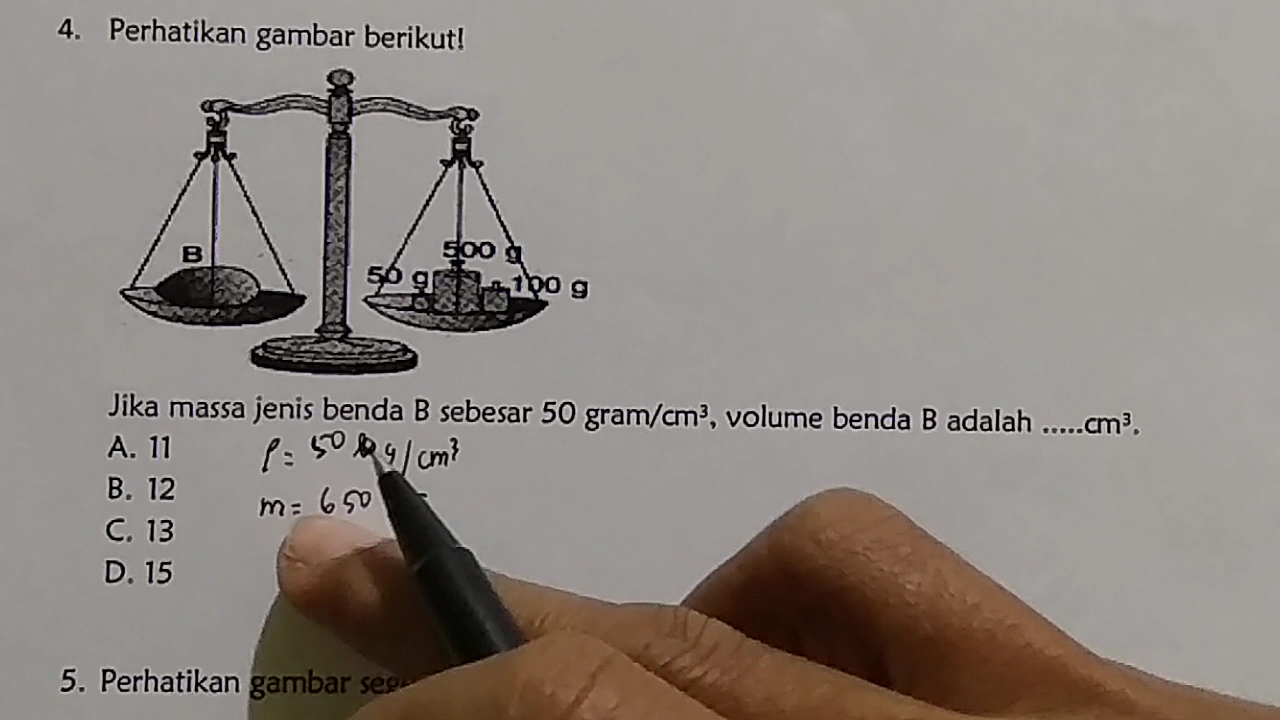 4. Perhatikan gambar berikut!
B
500 g
50 g
100 g
Jika massa jenis benda B sebesar 50 gram/cm³, volume benda B adalah .....cm³.
A. 11
B. 12
C. 13
D. 15
ρ = 50 g/cm³
m = 650
5. Perhatikan gambar